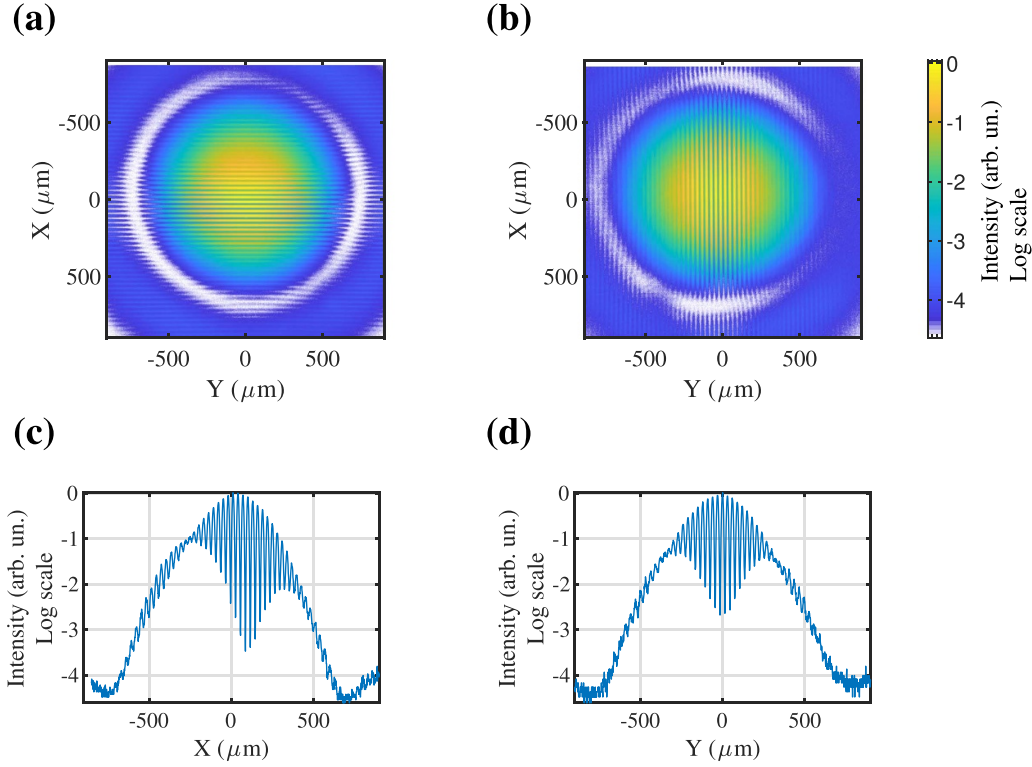 (a)
(b)
-500
0
500
X (μm)
-500
0
500
Y (μm)
-500
0
500
X (μm)
-500
0
500
Y (μm)
0
-1
-2
-3
-4
Intensity (arb. un.)
Log scale
(c)
(d)
0
-1
-2
-3
-4
Intensity (arb. un.)
Log scale
-500
0
500
X (μm)
0
-1
-2
-3
-4
Intensity (arb. un.)
Log scale
-500
0
500
Y (μm)